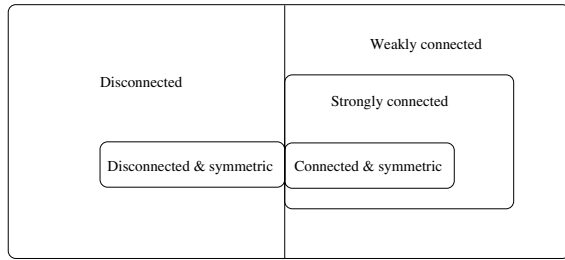 Weakly connected
Disconnected
Strongly connected
Disconnected & symmetric
Connected & symmetric